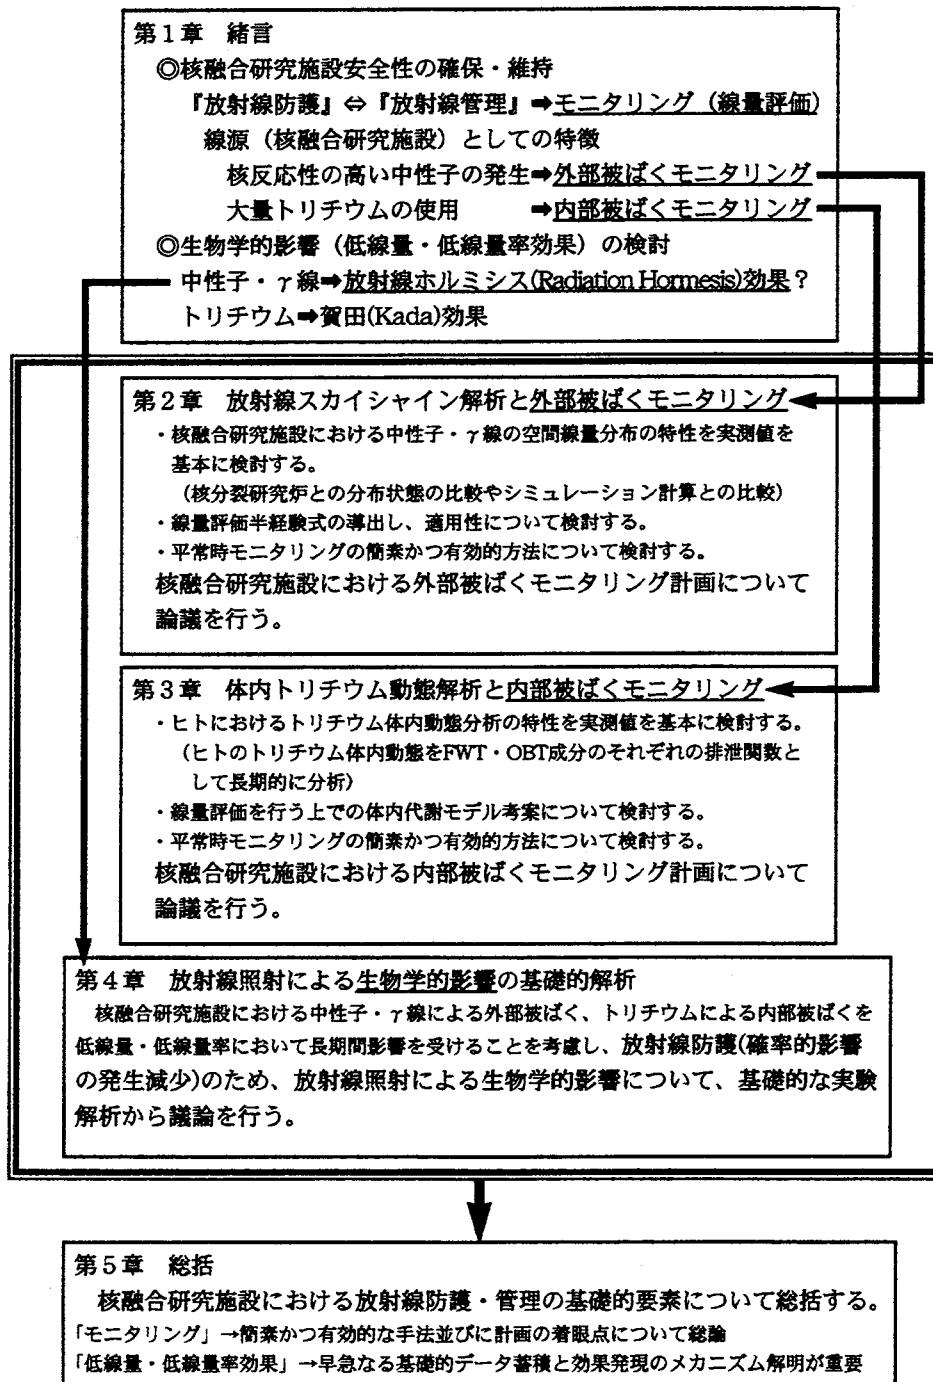 第1章　緒言
◎核融合研究施設安全性の確保・維持
『放射線防護』⇔『放射線管理』➡モニタリング（線量評価）
線源（核融合研究施設）としての特徴
核反応性の高い中性子の発生➡外部被ばくモニタリング
大量トリチウムの使用　　➡内部被ばくモニタリング
◎生物学的影響（低線量・低線量率効果）の検討
中性子・γ線➡放射線ホルミシス(Radiation Hormesis)効果？
トリチウム➡賀田(Kada)効果
第2章　放射線スカイシャイン解析と外部被ばくモニタリング
・核融合研究施設における中性子・γ線の空間線量分布の特性を実測値を
基本に検討する。
（核分裂研究炉との分布状態の比較やシミュレーション計算との比較）
・線量評価半経験式の導出し、適用性について検討する。
・平常時モニタリングの簡素かつ有効的方法について検討する。
核融合研究施設における外部被ばくモニタリング計画について
論議を行う。
第3章　体内トリチウム動態解析と内部被ばくモニタリング
・ヒトにおけるトリチウム体内動態分析の特性を実測値を基本に検討する。
（ヒトのトリチウム体内動態をFWT・OBT成分のそれぞれの排泄関数と
して長期的に分析）
・線量評価を行う上での体内代謝モデル考案について検討する。
・平常時モニタリングの簡素かつ有効的方法について検討する。
核融合研究施設における内部被ばくモニタリング計画について
論議を行う。
第4章　放射線照射による生物学的影響の基礎的解析
核融合研究施設における中性子・γ線による外部被ばく、トリチウムによる内部被ばくを
低線量・低線量率において長期間影響を受けることを考慮し、放射線防護(確率的影響
の発生減少)のため、放射線照射による生物学的影響について、基礎的な実験
解析から議論を行う。
第5章　総括
核融合研究施設における放射線防護・管理の基礎的要素について総括する。
「モニタリング」→簡素かつ有効的な手法並びに計画の着眼点について総論
「低線量・低線量率効果」→早急なる基礎的データ蓄積と効果発現のメカニズム解明が重要